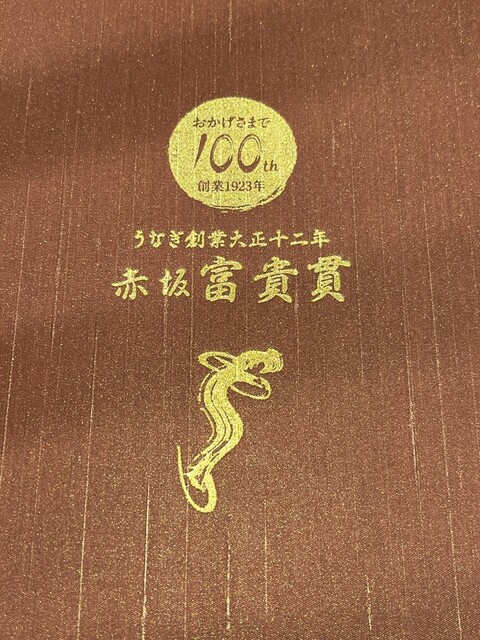 おかげさまで
100th
創業1923年
うなぎ創業大正十二年
赤坂富貴貫